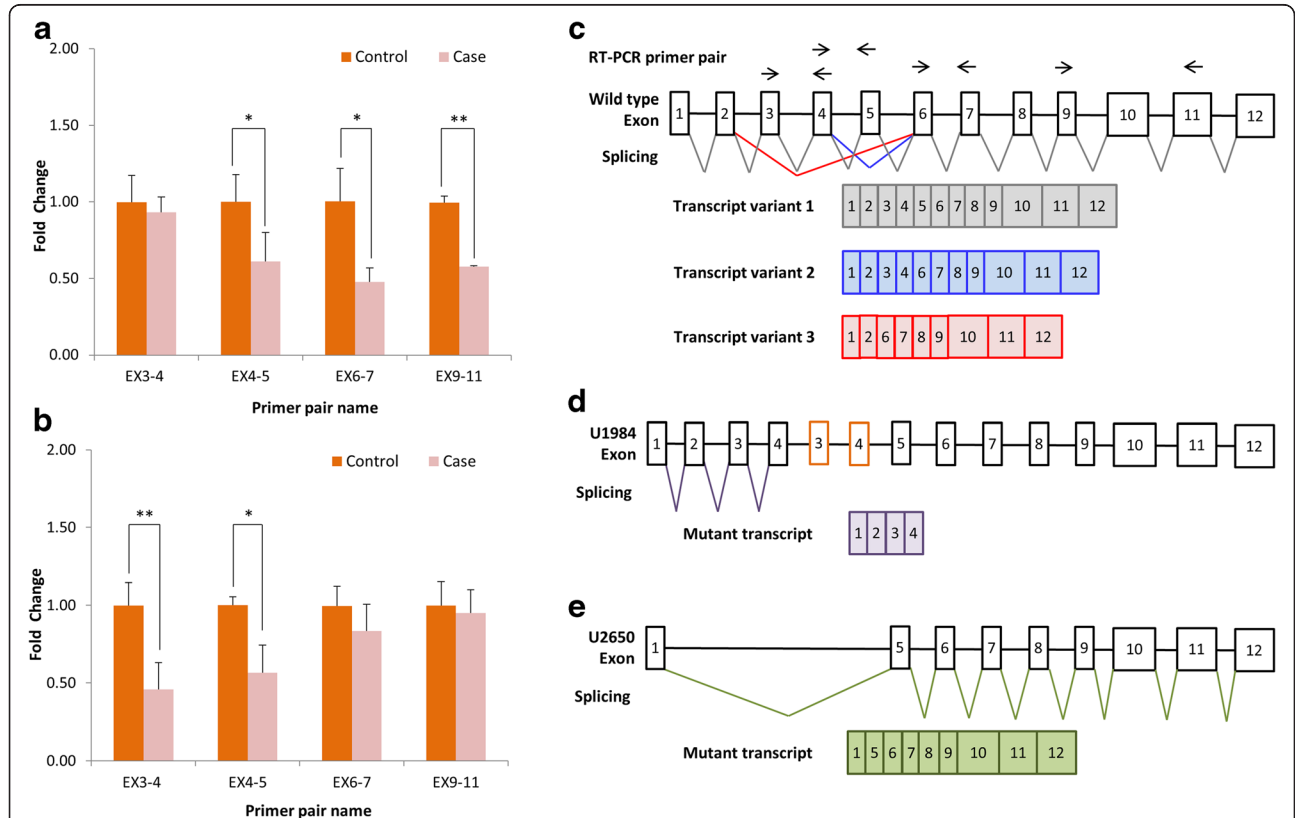 a
2.00
1.50
1.00
0.50
0.00
Fold Change
Control
Case
*
*
**
EX3-4
EX4-5
EX6-7
EX9-11
Primer pair name
b
2.00
1.50
1.00
0.50
0.00
Fold Change
Control
Case
**
*
EX3-4
EX4-5
EX6-7
EX9-11
Primer pair name
c
RT-PCR primer pair
Wild type
Exon
1 2 3 4 5 6 7 8 9 10 11 12
Splicing
Transcript variant 1
1 2 3 4 5 6 7 8 9 10 11 12
Transcript variant 2
1 2 3 4 6 7 8 9 10 11 12
Transcript variant 3
1 2 6 7 8 9 10 11 12
d
U1984
Exon
1 2 3 4 3 4 5 6 7 8 9 10 11 12
Splicing
Mutant transcript
1 2 3 4
e
U2650
Exon
1 5 6 7 8 9 10 11 12
Splicing
Mutant transcript
1 5 6 7 8 9 10 11 12